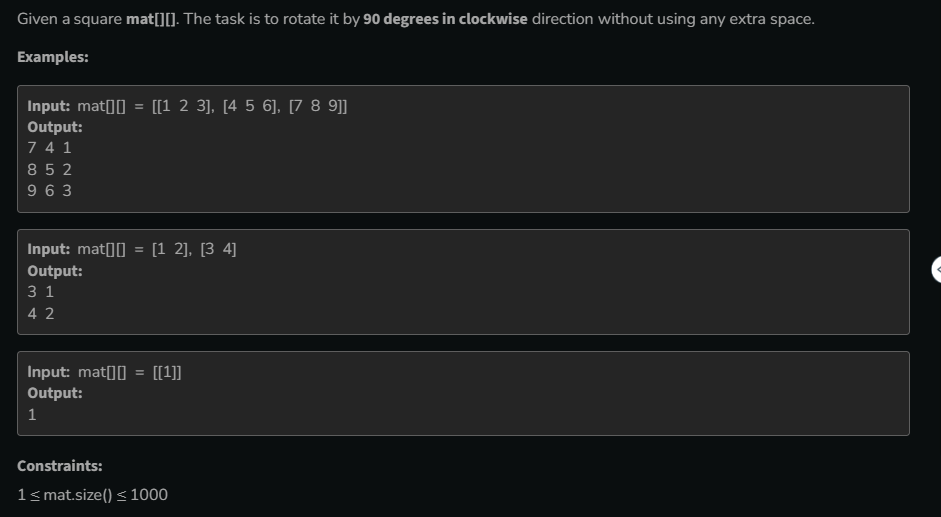 Given a square mat[][]. The task is to rotate it by 90 degrees in clockwise direction without using any extra space.
Examples:
Input: mat[][] = [[1 2 3], [4 5 6], [7 8 9]]
Output:
7 4 1
8 5 2
9 6 3
Input: mat[][] = [1 2], [3 4]
Output:
3 1
4 2
Input: mat[][] = [[1]]
Output:
1
Constraints:
1 ≤ mat.size() ≤ 1000